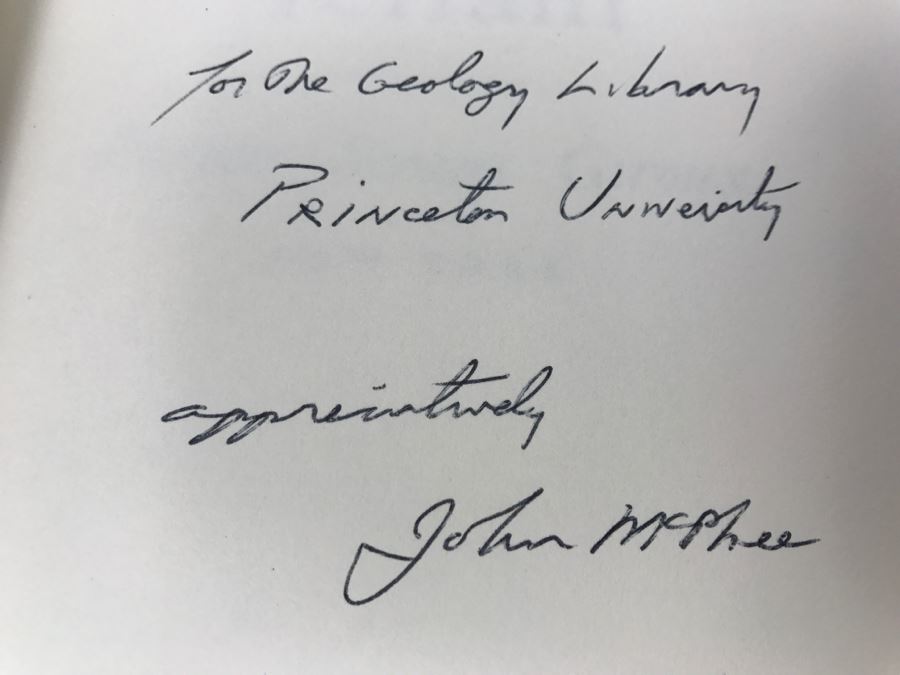 For The Geology Library
Princeton University
appreciatively
John McPhee